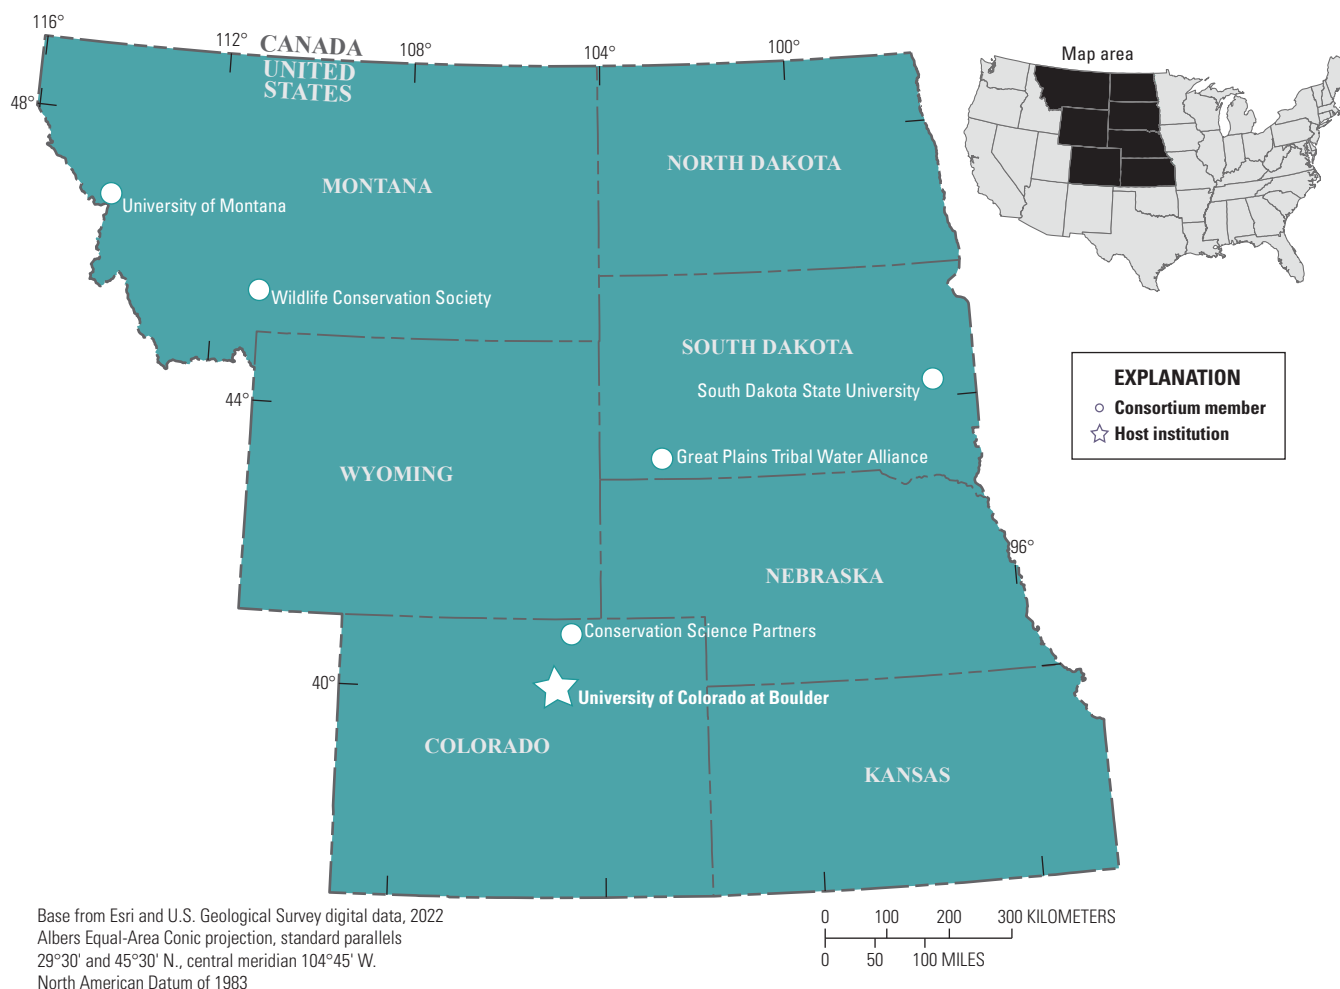 116°
112°
CANADA
108°
104°
100°
Map area
UNITED
STATES
48°
NORTH DAKOTA
MONTANA
University of Montana
Wildlife Conservation Society
SOUTH DAKOTA
EXPLANATION
South Dakota State University
44°
Consortium member
Host institution
Great Plains Tribal Water Alliance
WYOMING
96°
NEBRASKA
Conservation Science Partners
40°
University of Colorado at Boulder
COLORADO
KANSAS
Base from Esri and U.S. Geological Survey digital data, 2022
Albers Equal-Area Conic projection, standard parallels
29°30' and 45°30' N., central meridian 104°45' W.
North American Datum of 1983
0 100 200 300 KILOMETERS
0 50 100 MILES